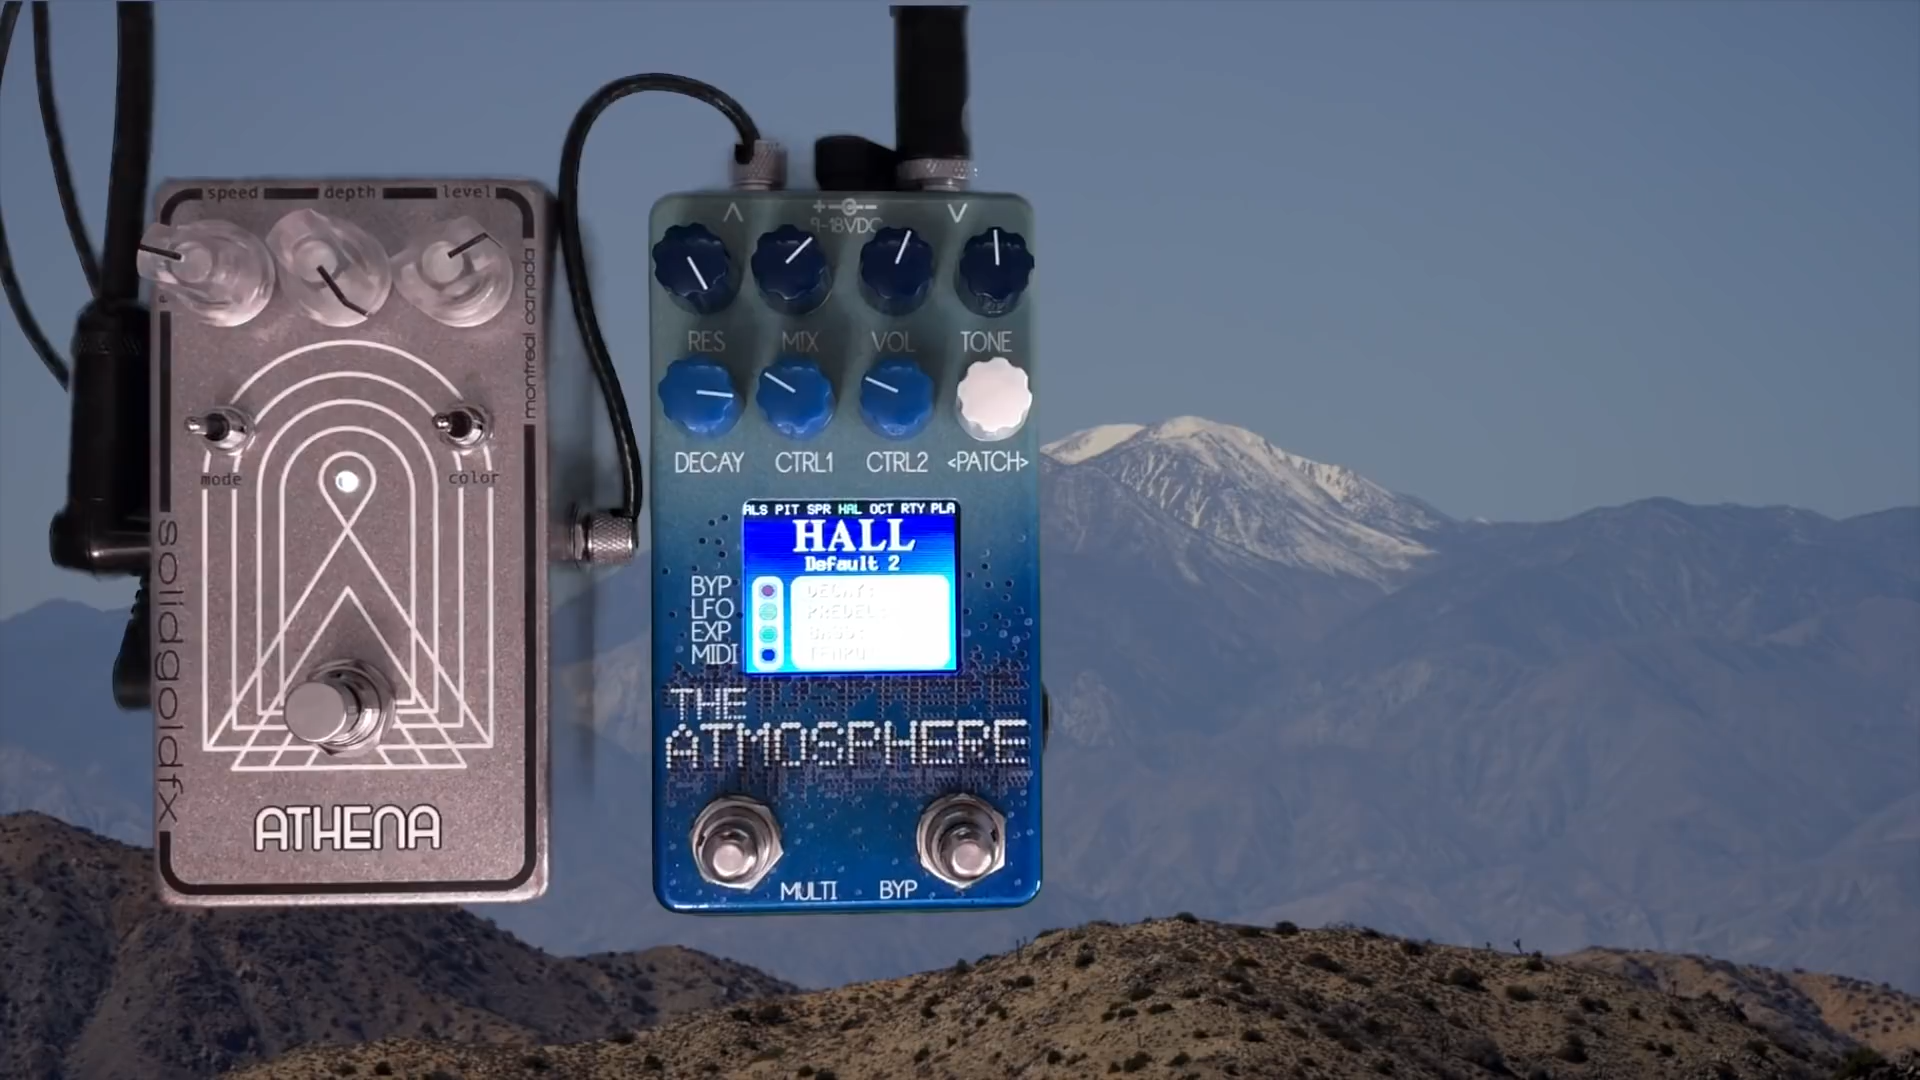 speed depth level
montreal canada
mode color
solidgoldfx
ATHENA
9-18VDC
RES MIX VOL TONE
DECAY CTRL1 CTRL2 <PATCH>
ALS PIT SPR HAL OCT RTY PLA
HALL
Default 2
BYP
LFO
EXP
MIDI
DECAY:
THE
ATMOSPHERE
MULTI BYP